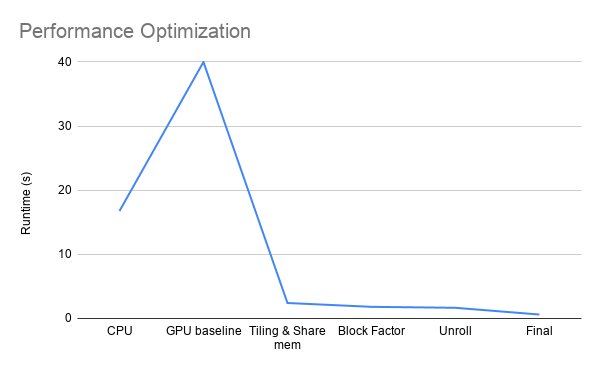 Performance Optimization
Runtime (s)
40
30
20
10
0
CPU
GPU baseline
Tiling & Share
mem
Block Factor
Unroll
Final